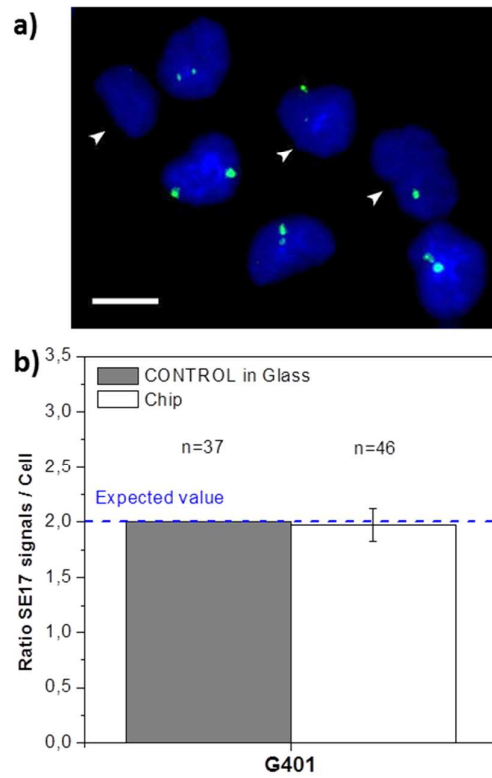 a)
b)
3,5
3,0
2,5
2,0
1,5
1,0
0,5
0,0
Ratio SE17 signals / Cell
CONTROL in Glass
Chip
n=37
n=46
Expected value
G401